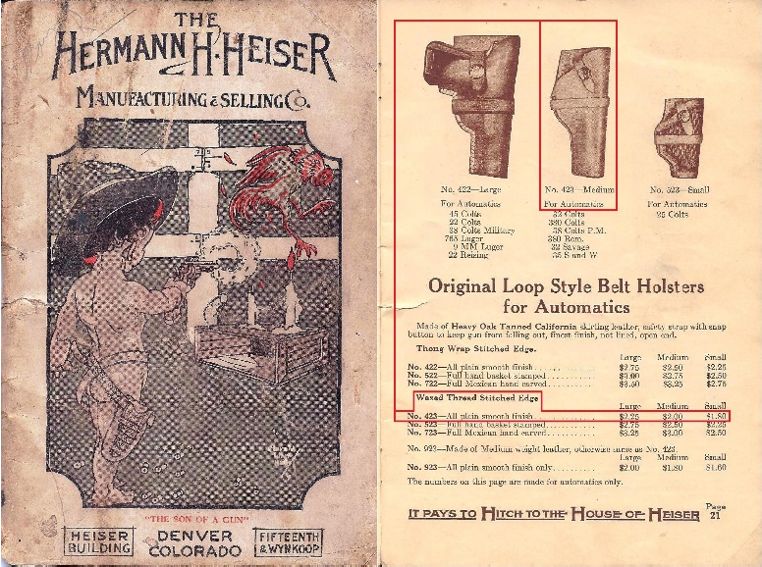 THE
HERMANN H. HEISER
MANUFACTURING & SELLING CO.
"THE SON OF A GUN"
HEISER BUILDING
DENVER COLORADO
FIFTEENTH & WYNKOOP
No. 422—Large
For Automatics
45 Colts
22 Colts
38 Colts Military
765 Luger
9 MM Luger
22 Reizing
No. 423—Medium
For Automatics
32 Colts
380 Colts
38 Colts P.M.
380 Rem.
32 Savage
35 S and W
No. 523—Small
For Automatics
25 Colts
Original Loop Style Belt Holsters
for Automatics
Made of Heavy Oak Tanned California skirting leather, safety strap with snap
button to keep gun from falling out, finest finish, not lined, open end.
Thong Wrap Stitched Edge.
Large Medium Small
No. 422—All plain smooth finish $2.75 $2.50 $2.25
No. 522—Full hand basket stamped $3.00 $2.75 $2.50
No. 722—Full Mexican hand carved $3.50 $3.25 $2.75
Waxed Thread Stitched Edge
Large Medium Small
No. 423—All plain smooth finish $2.25 $2.00 $1.80
No. 523—Full hand basket stamped $2.75 $2.50 $2.25
No. 723—Full Mexican hand carved $3.25 $3.00 $2.50
No. 923—Made of Medium weight leather, otherwise same as No. 423.
Large Medium Small
No. 923—All plain smooth finish only $2.00 $1.80 $1.60
The numbers on this page are made for automatics only.
IT PAYS TO HITCH TO THE HOUSE OF HEISER
Page 21